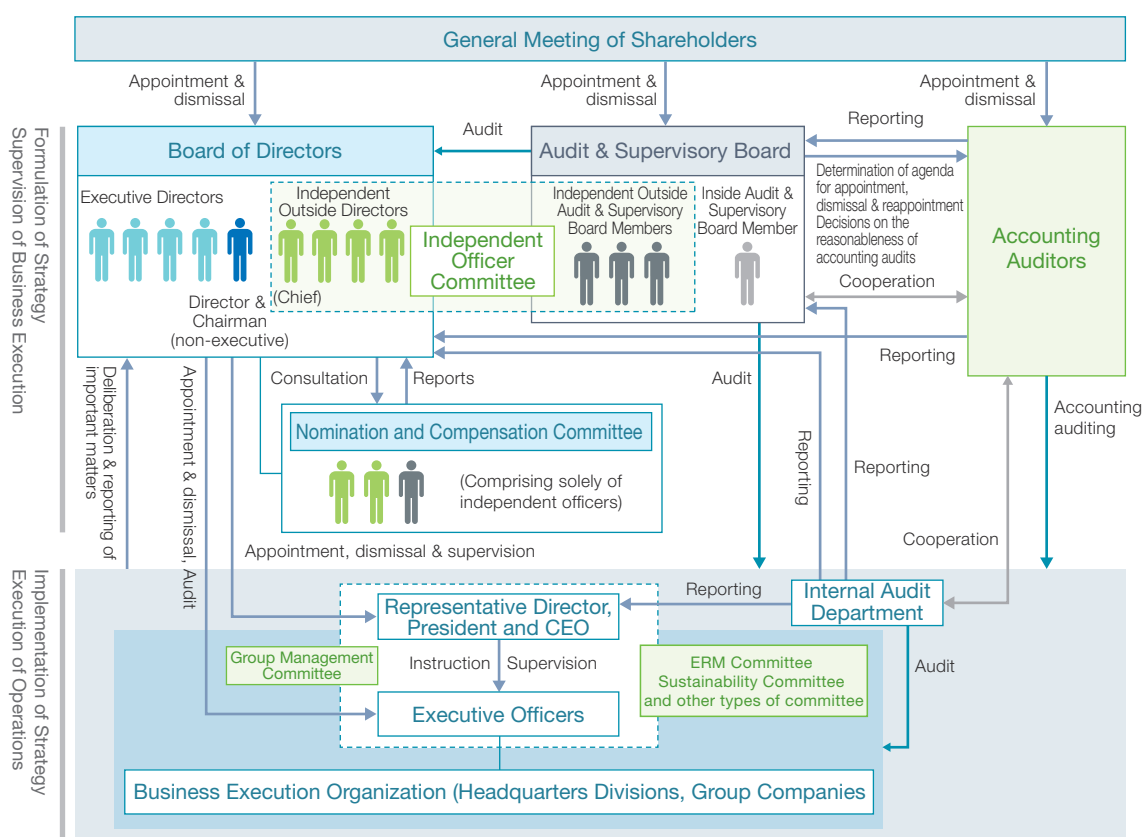 General Meeting of Shareholders
Appointment &
dismissal
Appointment &
dismissal
Appointment &
dismissal
Formulation of Strategy
Supervision of Business Execution
Board of Directors
Audit
Audit & Supervisory Board
Reporting
Determination of agenda
for appointment,
dismissal & reappointment
Decisions on the
reasonableness of
accounting audits
Accounting
Auditors
Executive Directors
Independent
Outside Directors
Independent
Officer
Committee
Independent Outside
Audit & Supervisory
Board Members
Inside Audit &
Supervisory
Board Member
(Chief)
Director &
Chairman
(non-executive)
Cooperation
Reporting
Deliberation & reporting of
important matters
Appointment & dismissal, Audit
Consultation
Reports
Audit
Accounting
auditing
Nomination and Compensation Committee
(Comprising solely of
independent officers)
Reporting
Reporting
Cooperation
Appointment, dismissal & supervision
Implementation of Strategy
Execution of Operations
Representative Director,
President and CEO
Reporting
Internal Audit
Department
Group Management
Committee
Instruction
Supervision
ERM Committee
Sustainability Committee
and other types of committee
Audit
Executive Officers
Business Execution Organization (Headquarters Divisions, Group Companies